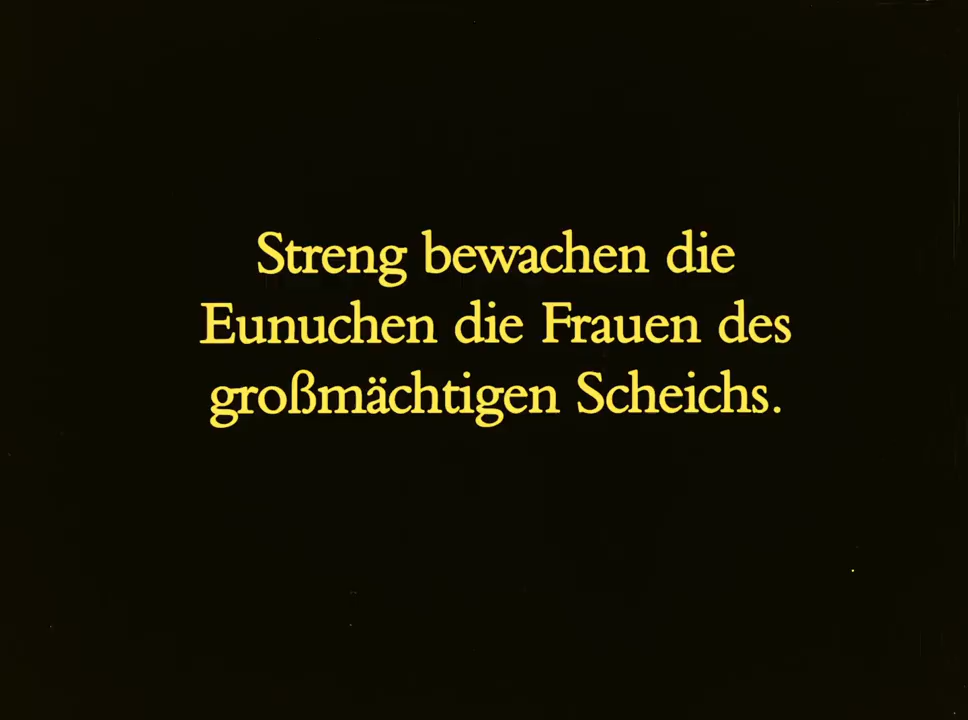 Streng bewachen die
Eunuchen die Frauen des
großmächtigen Scheichs.